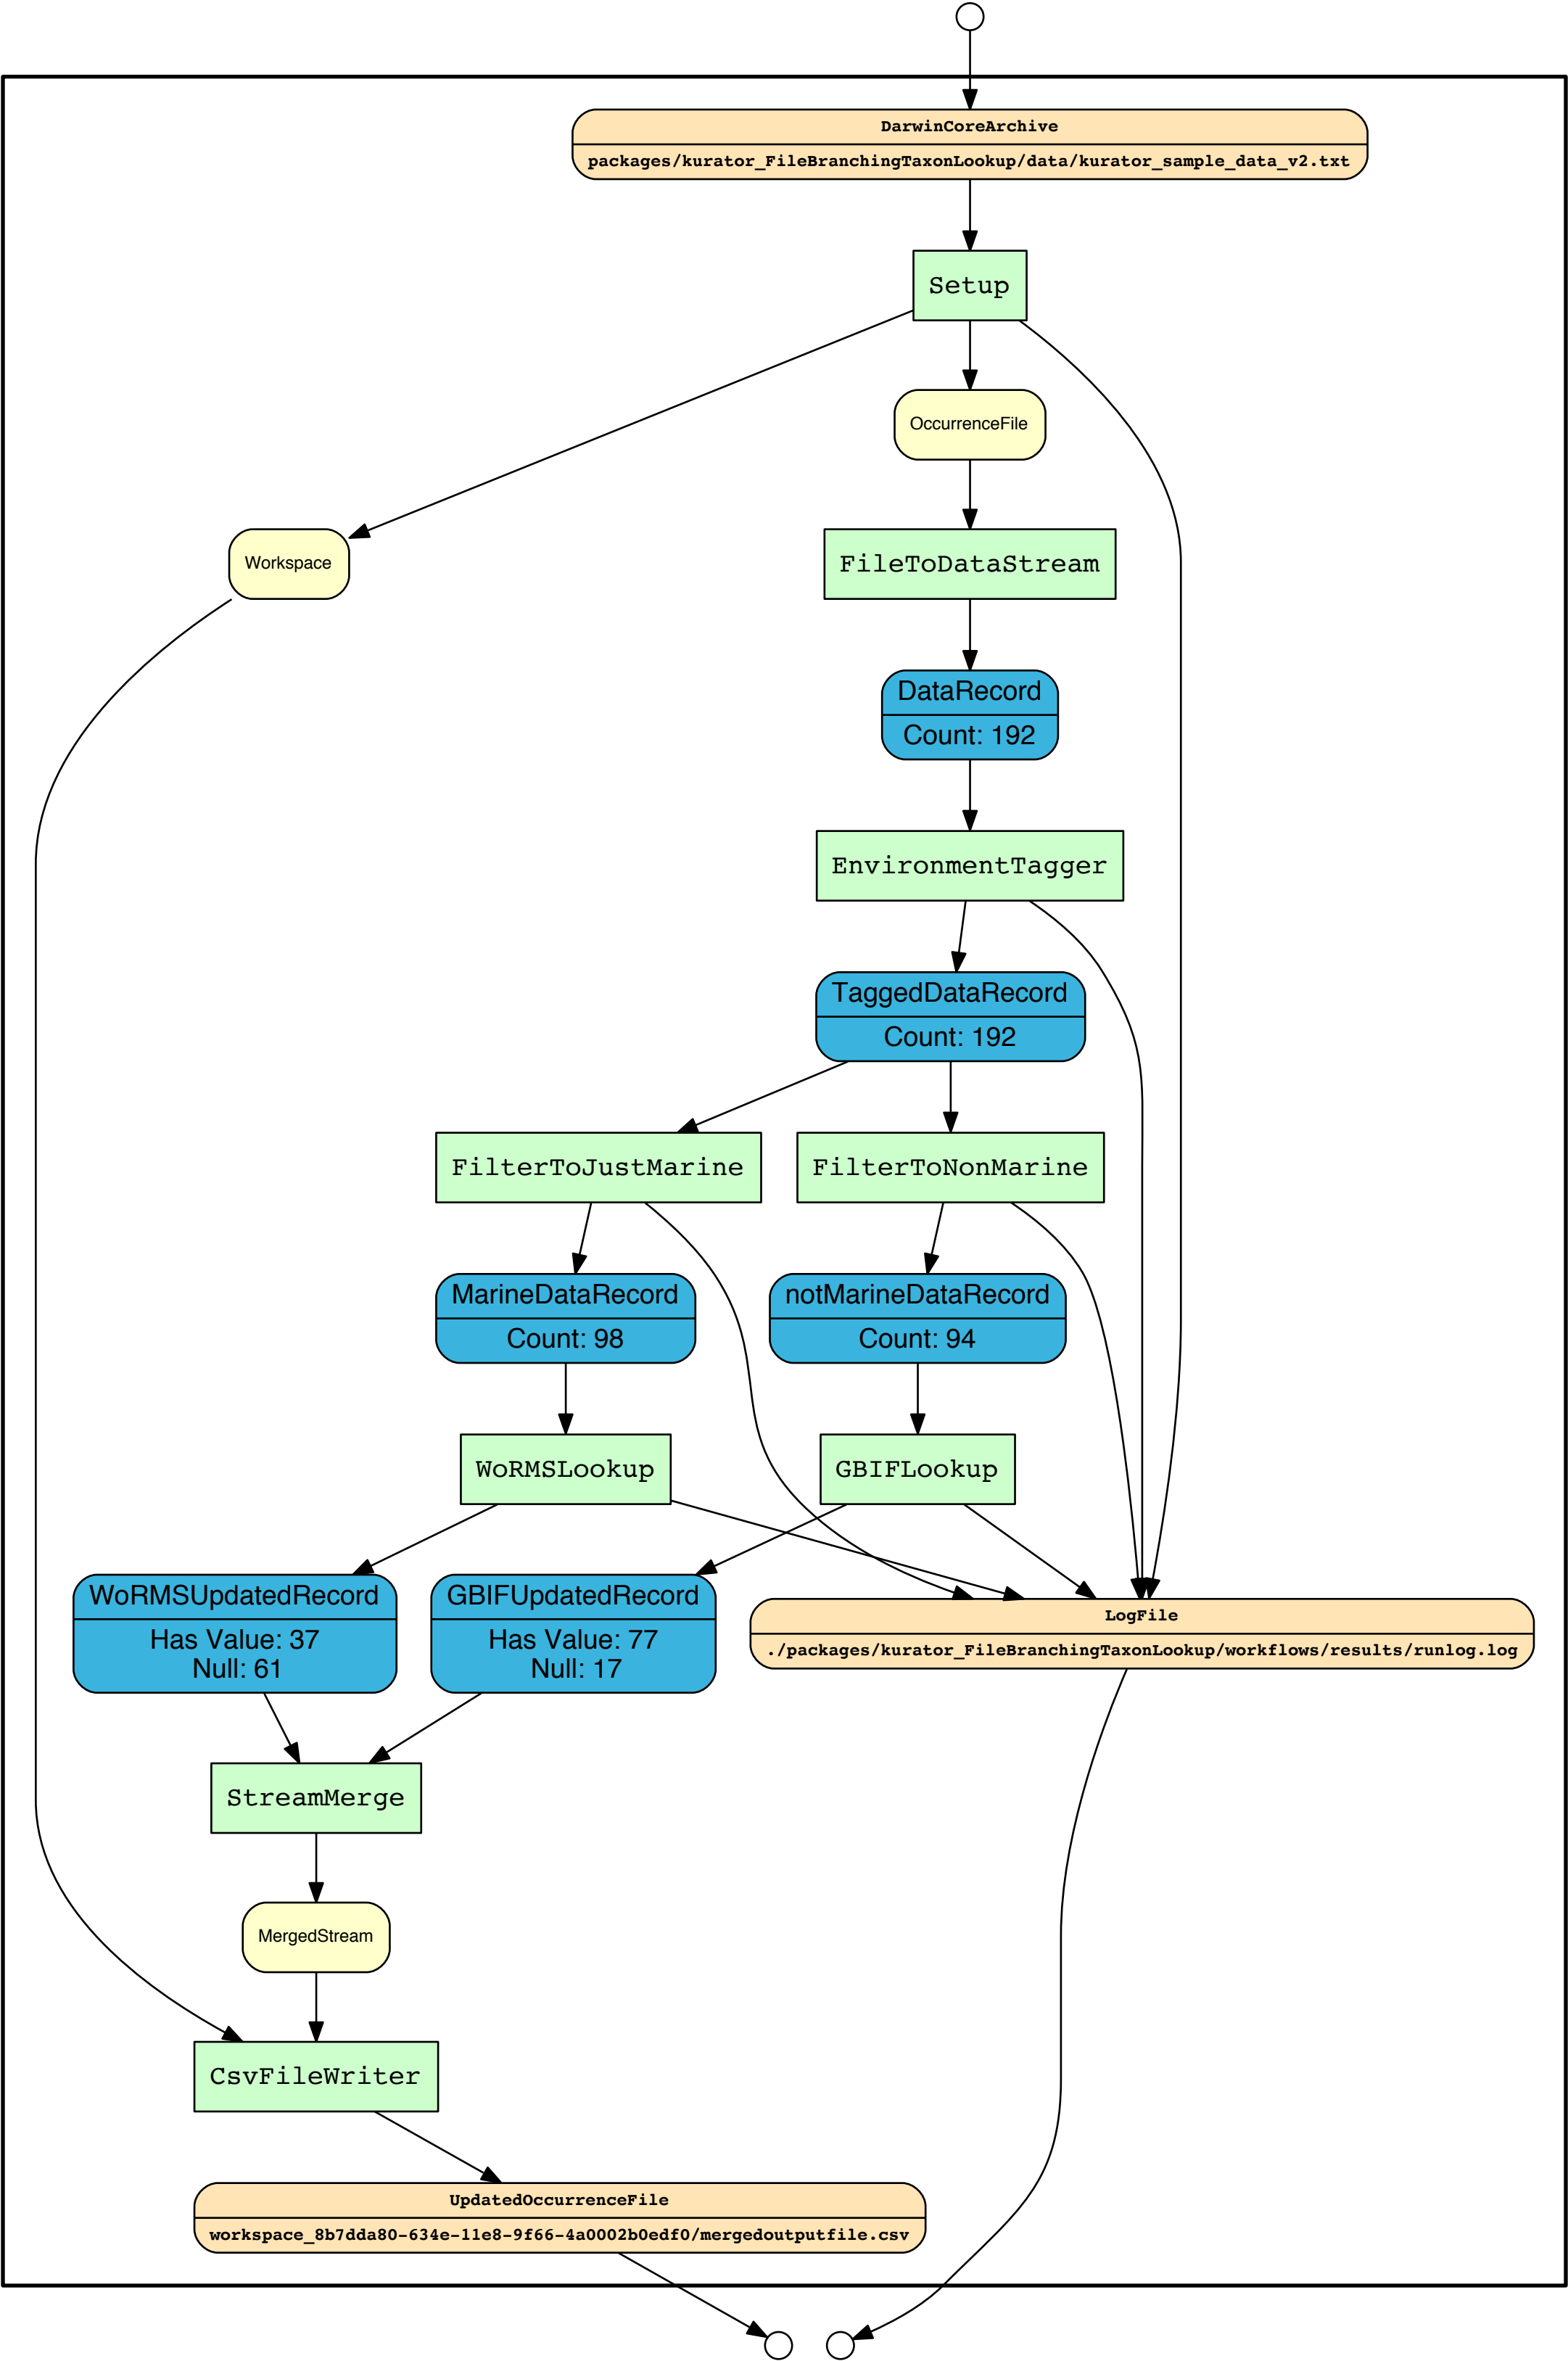 DarwinCoreArchive
packages/kurator_FileBranchingTaxonLookup/data/kurator_sample_data_v2.txt
Setup
OccurrenceFile
Workspace
FileToDataStream
DataRecord
Count: 192
EnvironmentTagger
TaggedDataRecord
Count: 192
FilterToJustMarine
FilterToNonMarine
MarineDataRecord
Count: 98
notMarineDataRecord
Count: 94
WoRMSLookup
GBIFLookup
WoRMSUpdatedRecord
Has Value: 37
Null: 61
GBIFUpdatedRecord
Has Value: 77
Null: 17
LogFile
./packages/kurator_FileBranchingTaxonLookup/workflows/results/runlog.log
StreamMerge
MergedStream
CsvFileWriter
UpdatedOccurrenceFile
workspace_8b7dda80-634e-11e8-9f66-4a0002b0edf0/mergedoutputfile.csv